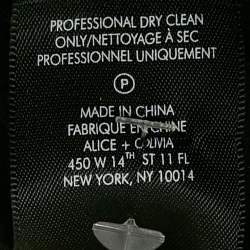 PROFESSIONAL DRY CLEAN
ONLY/NETTOYAGE À SEC
PROFESSIONNEL UNIQUEMENT
P
MADE IN CHINA
FABRIQUE EN CHINE
ALICE + OLIVIA
450 W 14TH ST 11 FL
NEW YORK, NY 10014